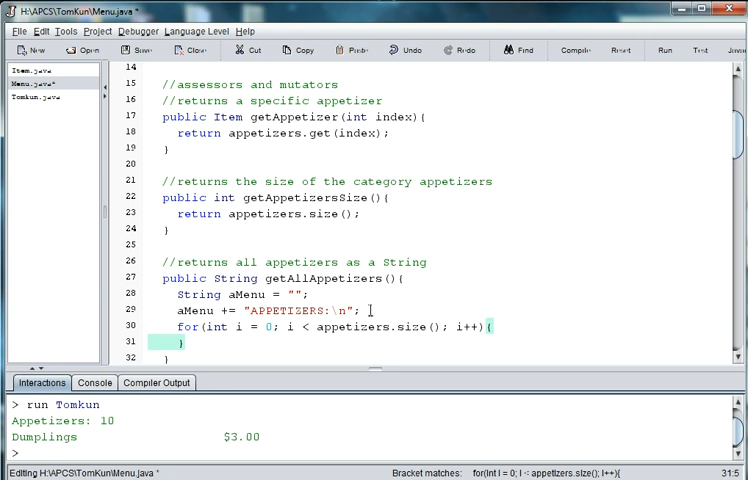 H:\APCS\TomKun\Menu.java *
File Edit Tools Project Debugger Language Level Help
New Open Save Close Cut Copy Paste Undo Redo Find Compile Reset Run Test Java
Item.java
Menu.java*
Tomkun.java
14
15 //assessors and mutators
16 //returns a specific appetizer
17 public Item getAppetizer(int index){
18 return appetizers.get(index);
19 }
20
21 //returns the size of the category appetizers
22 public int getAppetizersSize(){
23 return appetizers.size();
24 }
25
26 //returns all appetizers as a String
27 public String getAllAppetizers(){
28 String aMenu = "";
29 aMenu += "APPETIZERS:\n";
30 for(int i = 0; i < appetizers.size(); i++){
31 }
32 }
Interactions Console Compiler Output
> run Tomkun
Appetizers: 10
Dumplings $3.00
>
Editing H:\APCS\TomKun\Menu.java * Bracket matches: for(int i = 0; i < appetizers.size(); i++){ 31:5